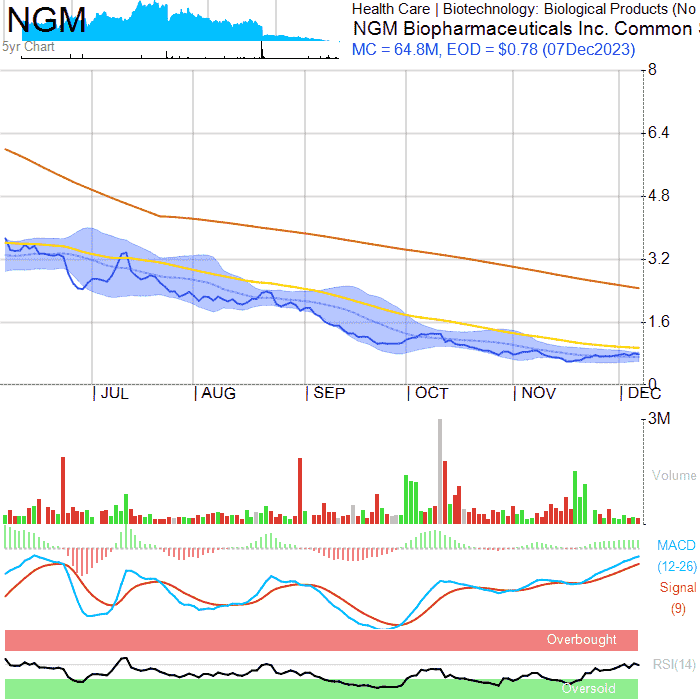 NGM
5yr Chart
Health Care | Biotechnology: Biological Products (No
NGM Biopharmaceuticals Inc. Common
MC = 64.8M, EOD = $0.78 (07Dec2023)
8
6.4
4.8
3.2
1.6
0
| JUL | AUG | SEP | OCT | NOV | DEC
3M
Volume
MACD
(12-26)
Signal
(9)
Overbought
RSI(14)
Oversold